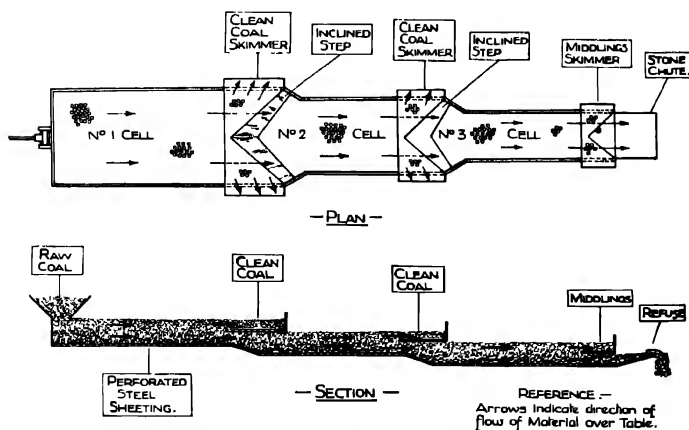 CLEAN
COAL
SKIMMER
INCLINED
STEP
CLEAN
COAL
SKIMMER
INCLINED
STEP
MIDDLINGS
SKIMMER
STONE
CHUTE.
No 1 CELL
No 2 CELL
No 3 CELL
— PLAN —
RAW
COAL
CLEAN
COAL
CLEAN
COAL
MIDDLINGS
REFUSE
PERFORATED
STEEL
SHEETING.
— SECTION —
REFERENCE.—
Arrows indicate direction of
flow of Material over Table.